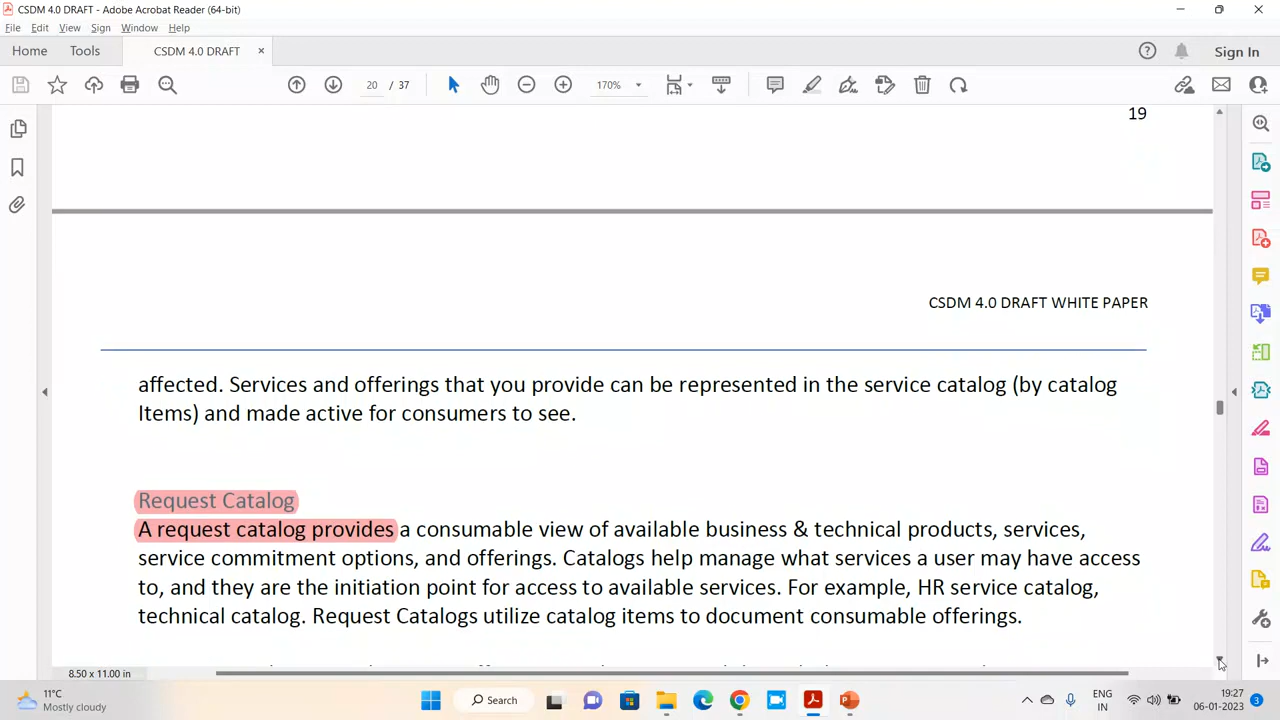 CSDM 4.0 DRAFT - Adobe Acrobat Reader (64-bit)
File Edit View Sign Window Help
Home Tools CSDM 4.0 DRAFT × Sign In
20 / 37 170%
19
CSDM 4.0 DRAFT WHITE PAPER
affected. Services and offerings that you provide can be represented in the service catalog (by catalog
Items) and made active for consumers to see.
Request Catalog
A request catalog provides a consumable view of available business & technical products, services,
service commitment options, and offerings. Catalogs help manage what services a user may have access
to, and they are the initiation point for access to available services. For example, HR service catalog,
technical catalog. Request Catalogs utilize catalog items to document consumable offerings.
8.50 x 11.00 in
11°C
Mostly cloudy
Search
ENG
IN
19:27
06-01-2023
3